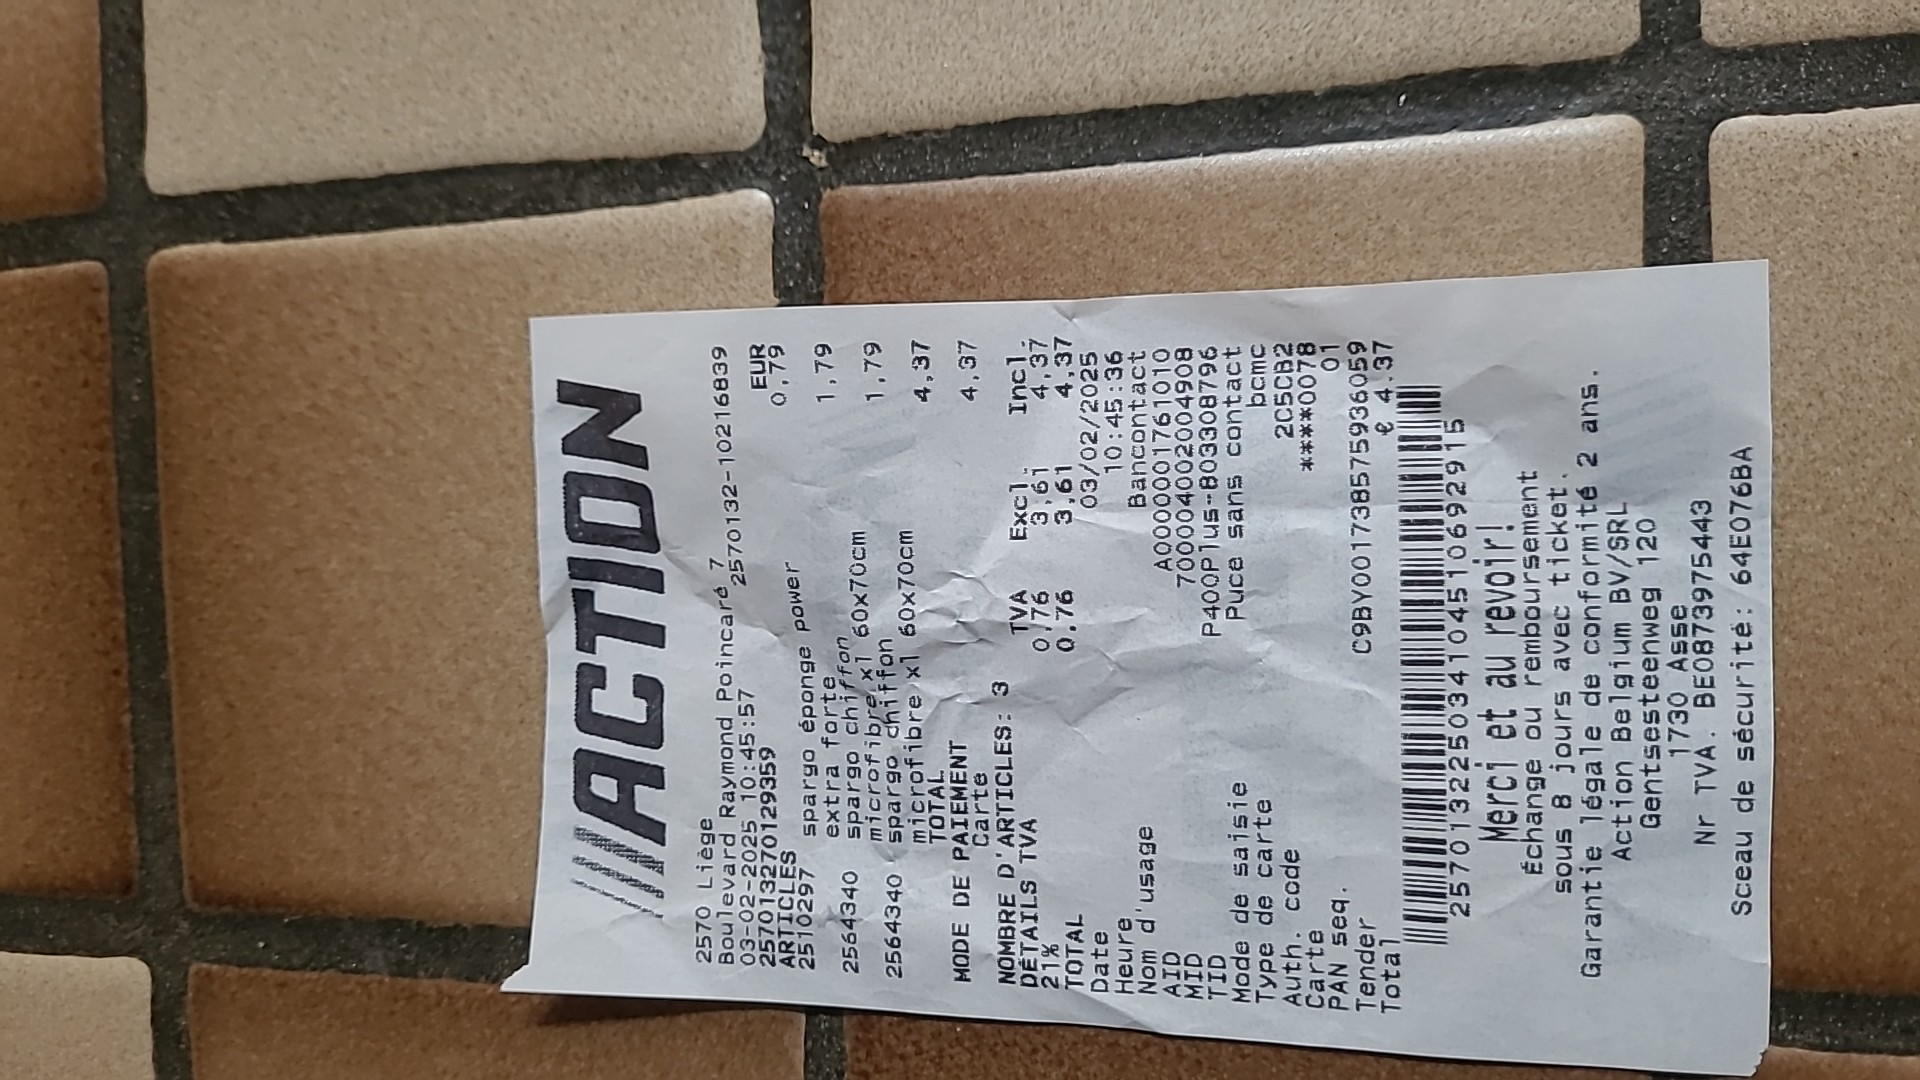 ACTION
2570 Liège
Boulevard Raymond Poincaré 7
03-02-2025 10:45:57 2570132-10216839
2570132701293​59
ARTICLES EUR
2510297 spargo éponge power 0,79
extra forte
2564340 spargo chiffon 1,79
microfibre x1 60x70cm
2564340 spargo chiffon 1,79
microfibre x1 60x70cm
TOTAL 4,37
MODE DE PAIEMENT
Carte 4,37
NOMBRE D'ARTICLES: 3
DÉTAILS TVA TVA Excl. Incl.
21% 0,76 3,61 4,37
TOTAL 0,76 3,61 4,37
Date 03/02/2025
Heure 10:45:36
Nom d'usage Bancontact
AID A0000001761010
MID 700004002004908
TID P400Plus-803308796
Mode de saisie Puce sans contact
Type de carte bcmc
Auth. code 2C5CB2
Carte ****0078
PAN seq. 01
Tender C9BY001738575936059
Total € 4.37
2570132250341045106929​15
Merci et au revoir!
Échange ou remboursement
sous 8 jours avec ticket.
Garantie légale de conformité 2 ans.
Action Belgium BV/SRL
Gentsesteenweg 120
1730 Asse
Nr TVA. BE0873975443
Sceau de sécurité: 64E076BA